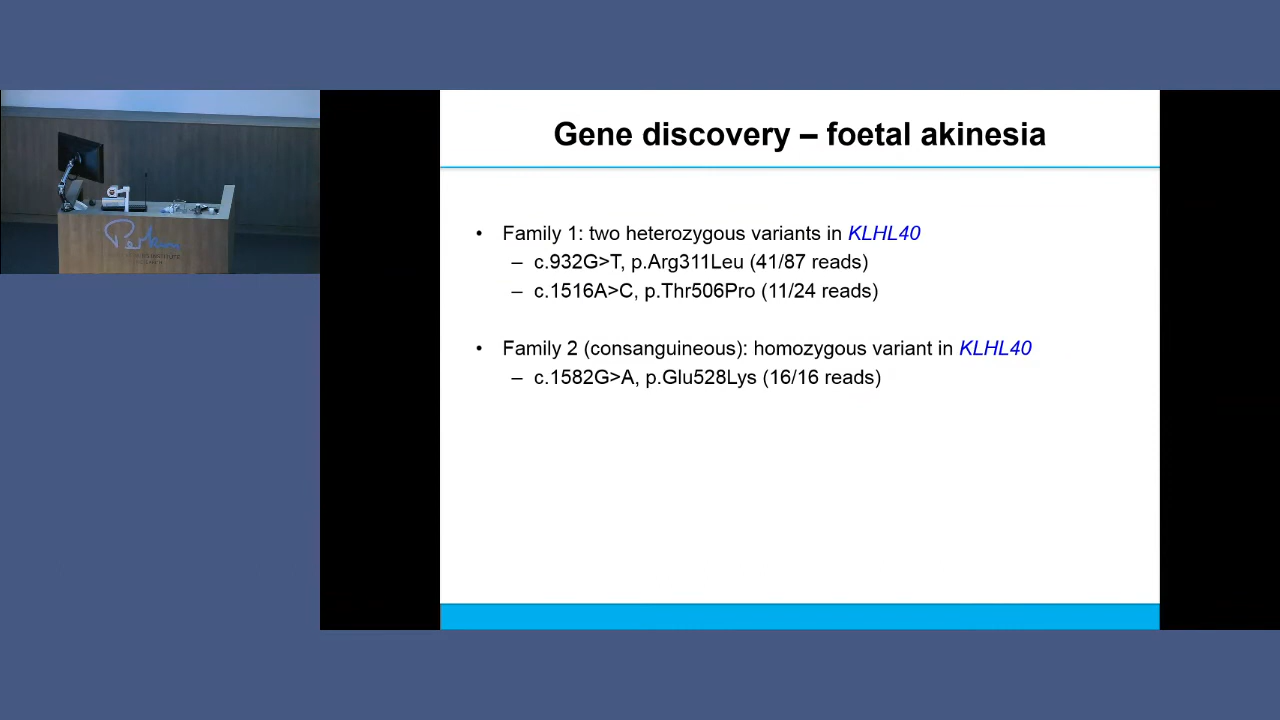 Gene discovery – foetal akinesia
• Family 1: two heterozygous variants in KLHL40
– c.932G>T, p.Arg311Leu (41/87 reads)
– c.1516A>C, p.Thr506Pro (11/24 reads)
• Family 2 (consanguineous): homozygous variant in KLHL40
– c.1582G>A, p.Glu528Lys (16/16 reads)
Perkins